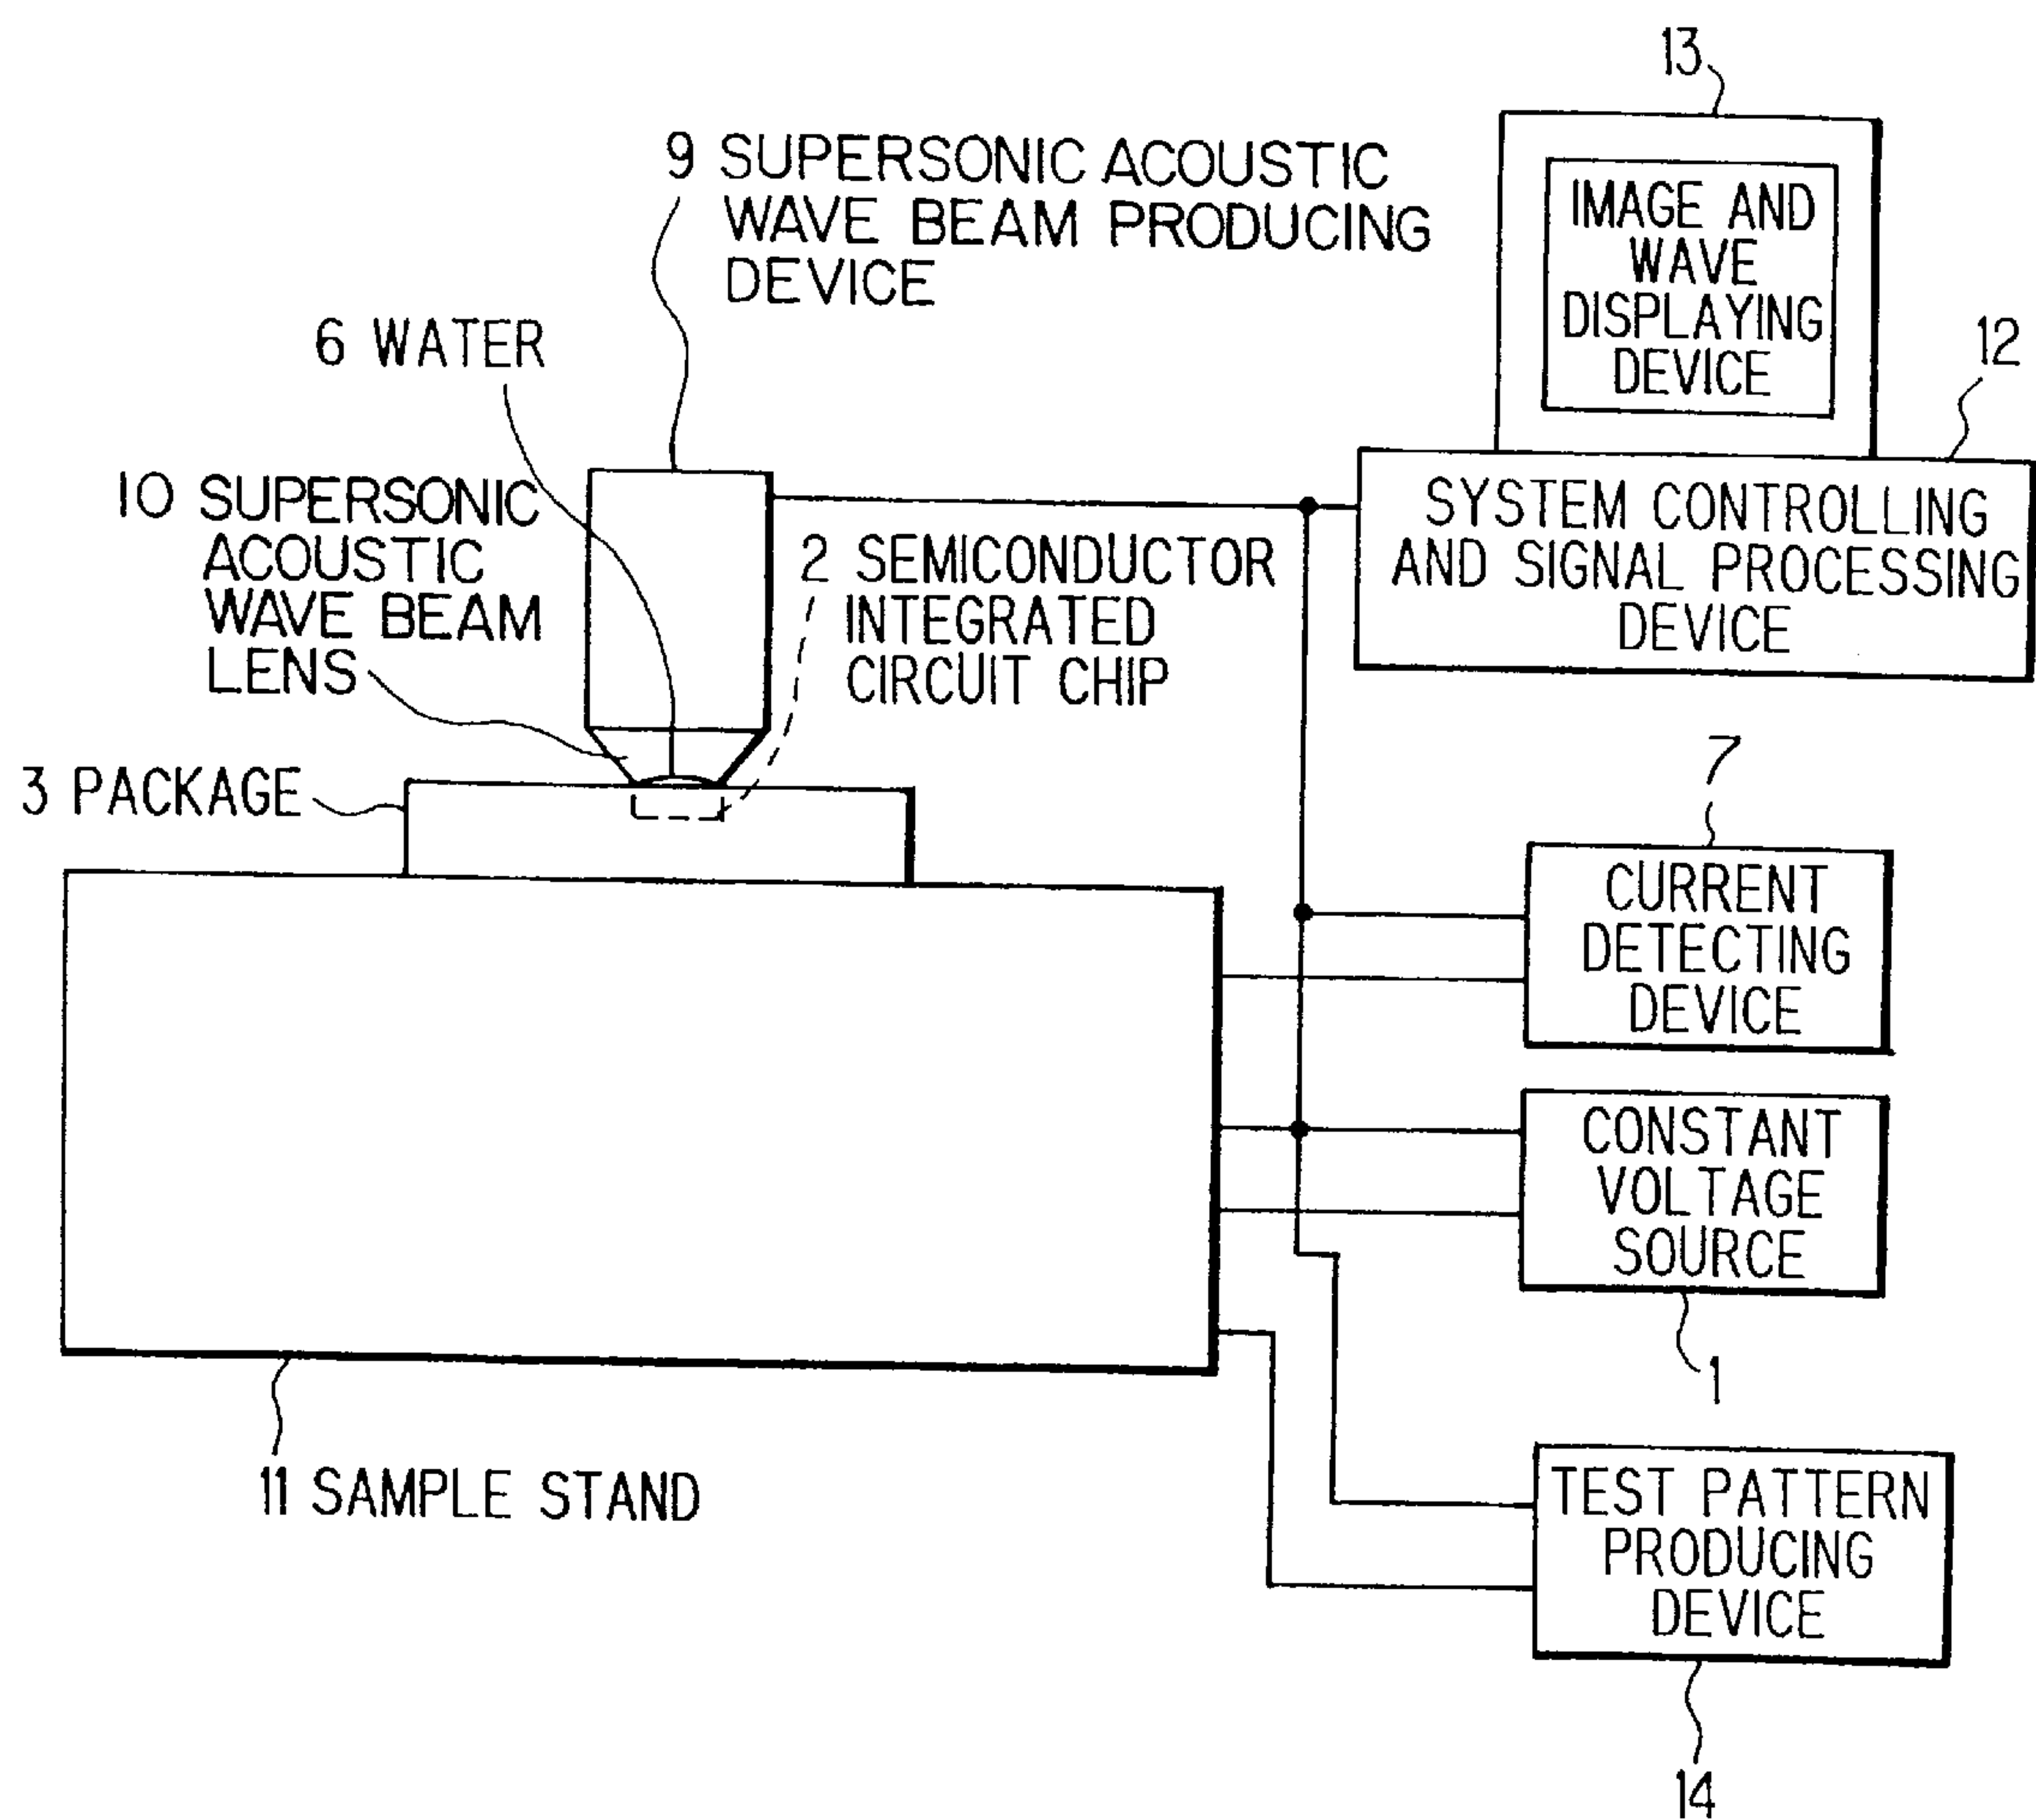 13
9 SUPERSONIC ACOUSTIC
WAVE BEAM PRODUCING
DEVICE
IMAGE AND
WAVE
DISPLAYING
DEVICE
6 WATER
12
10 SUPERSONIC
ACOUSTIC
WAVE BEAM
LENS
2 SEMICONDUCTOR
INTEGRATED
CIRCUIT CHIP
SYSTEM CONTROLLING
AND SIGNAL PROCESSING
DEVICE
3 PACKAGE
7
CURRENT
DETECTING
DEVICE
CONSTANT
VOLTAGE
SOURCE
1
11 SAMPLE STAND
TEST PATTERN
PRODUCING
DEVICE
14